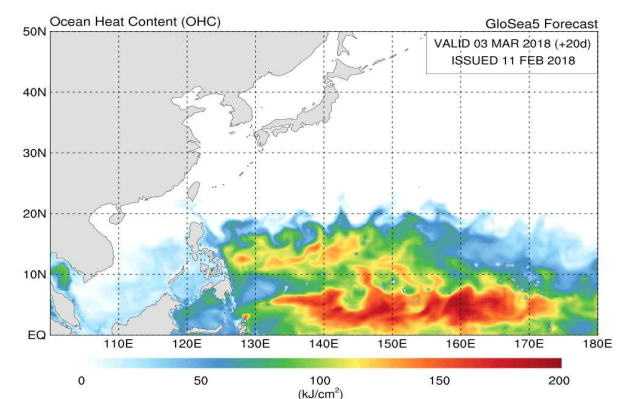 Ocean Heat Content (OHC)
GloSea5 Forecast
VALID 03 MAR 2018 (+20d)
ISSUED 11 FEB 2018
50N
40N
30N
20N
10N
EQ
110E 120E 130E 140E 150E 160E 170E 180E
0 50 100 150 200
(kJ/cm²)